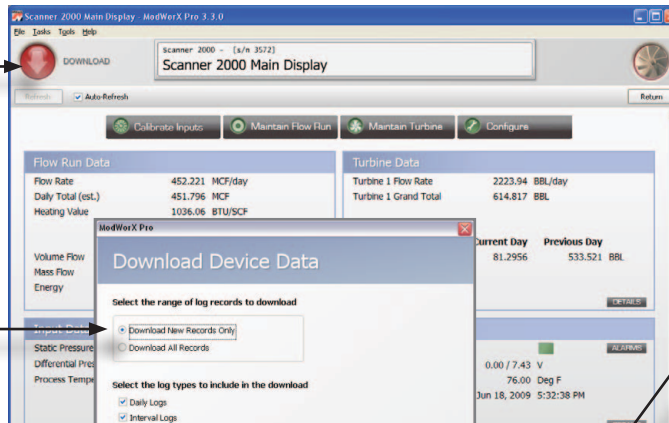 Scanner 2000 Main Display - ModWorX Pro 3.3.0
File Tasks Tools Help
DOWNLOAD
Scanner 2000 - [s/n 3572]
Scanner 2000 Main Display
Refresh Auto-Refresh Return
Calibrate Inputs Maintain Flow Run Maintain Turbine Configure
Flow Run Data
Flow Rate 452.221 MCF/day
Daily Total (est.) 451.796 MCF
Heating Value 1036.06 BTU/SCF
Volume Flow
Mass Flow
Energy
Turbine Data
Turbine 1 Flow Rate 2223.94 BBL/day
Turbine 1 Grand Total 614.817 BBL
Current Day Previous Day
81.2956 533.521 BBL
DETAILS
ModWorX Pro
Download Device Data
Select the range of log records to download
Download New Records Only
Download All Records
Select the log types to include in the download
Daily Logs
Interval Logs
Input Data
Static Pressure
Differential Pres
Process Tempe
ALARMS
0.00 / 7.43 V
76.00 Deg F
Jun 18, 2009 5:32:38 PM